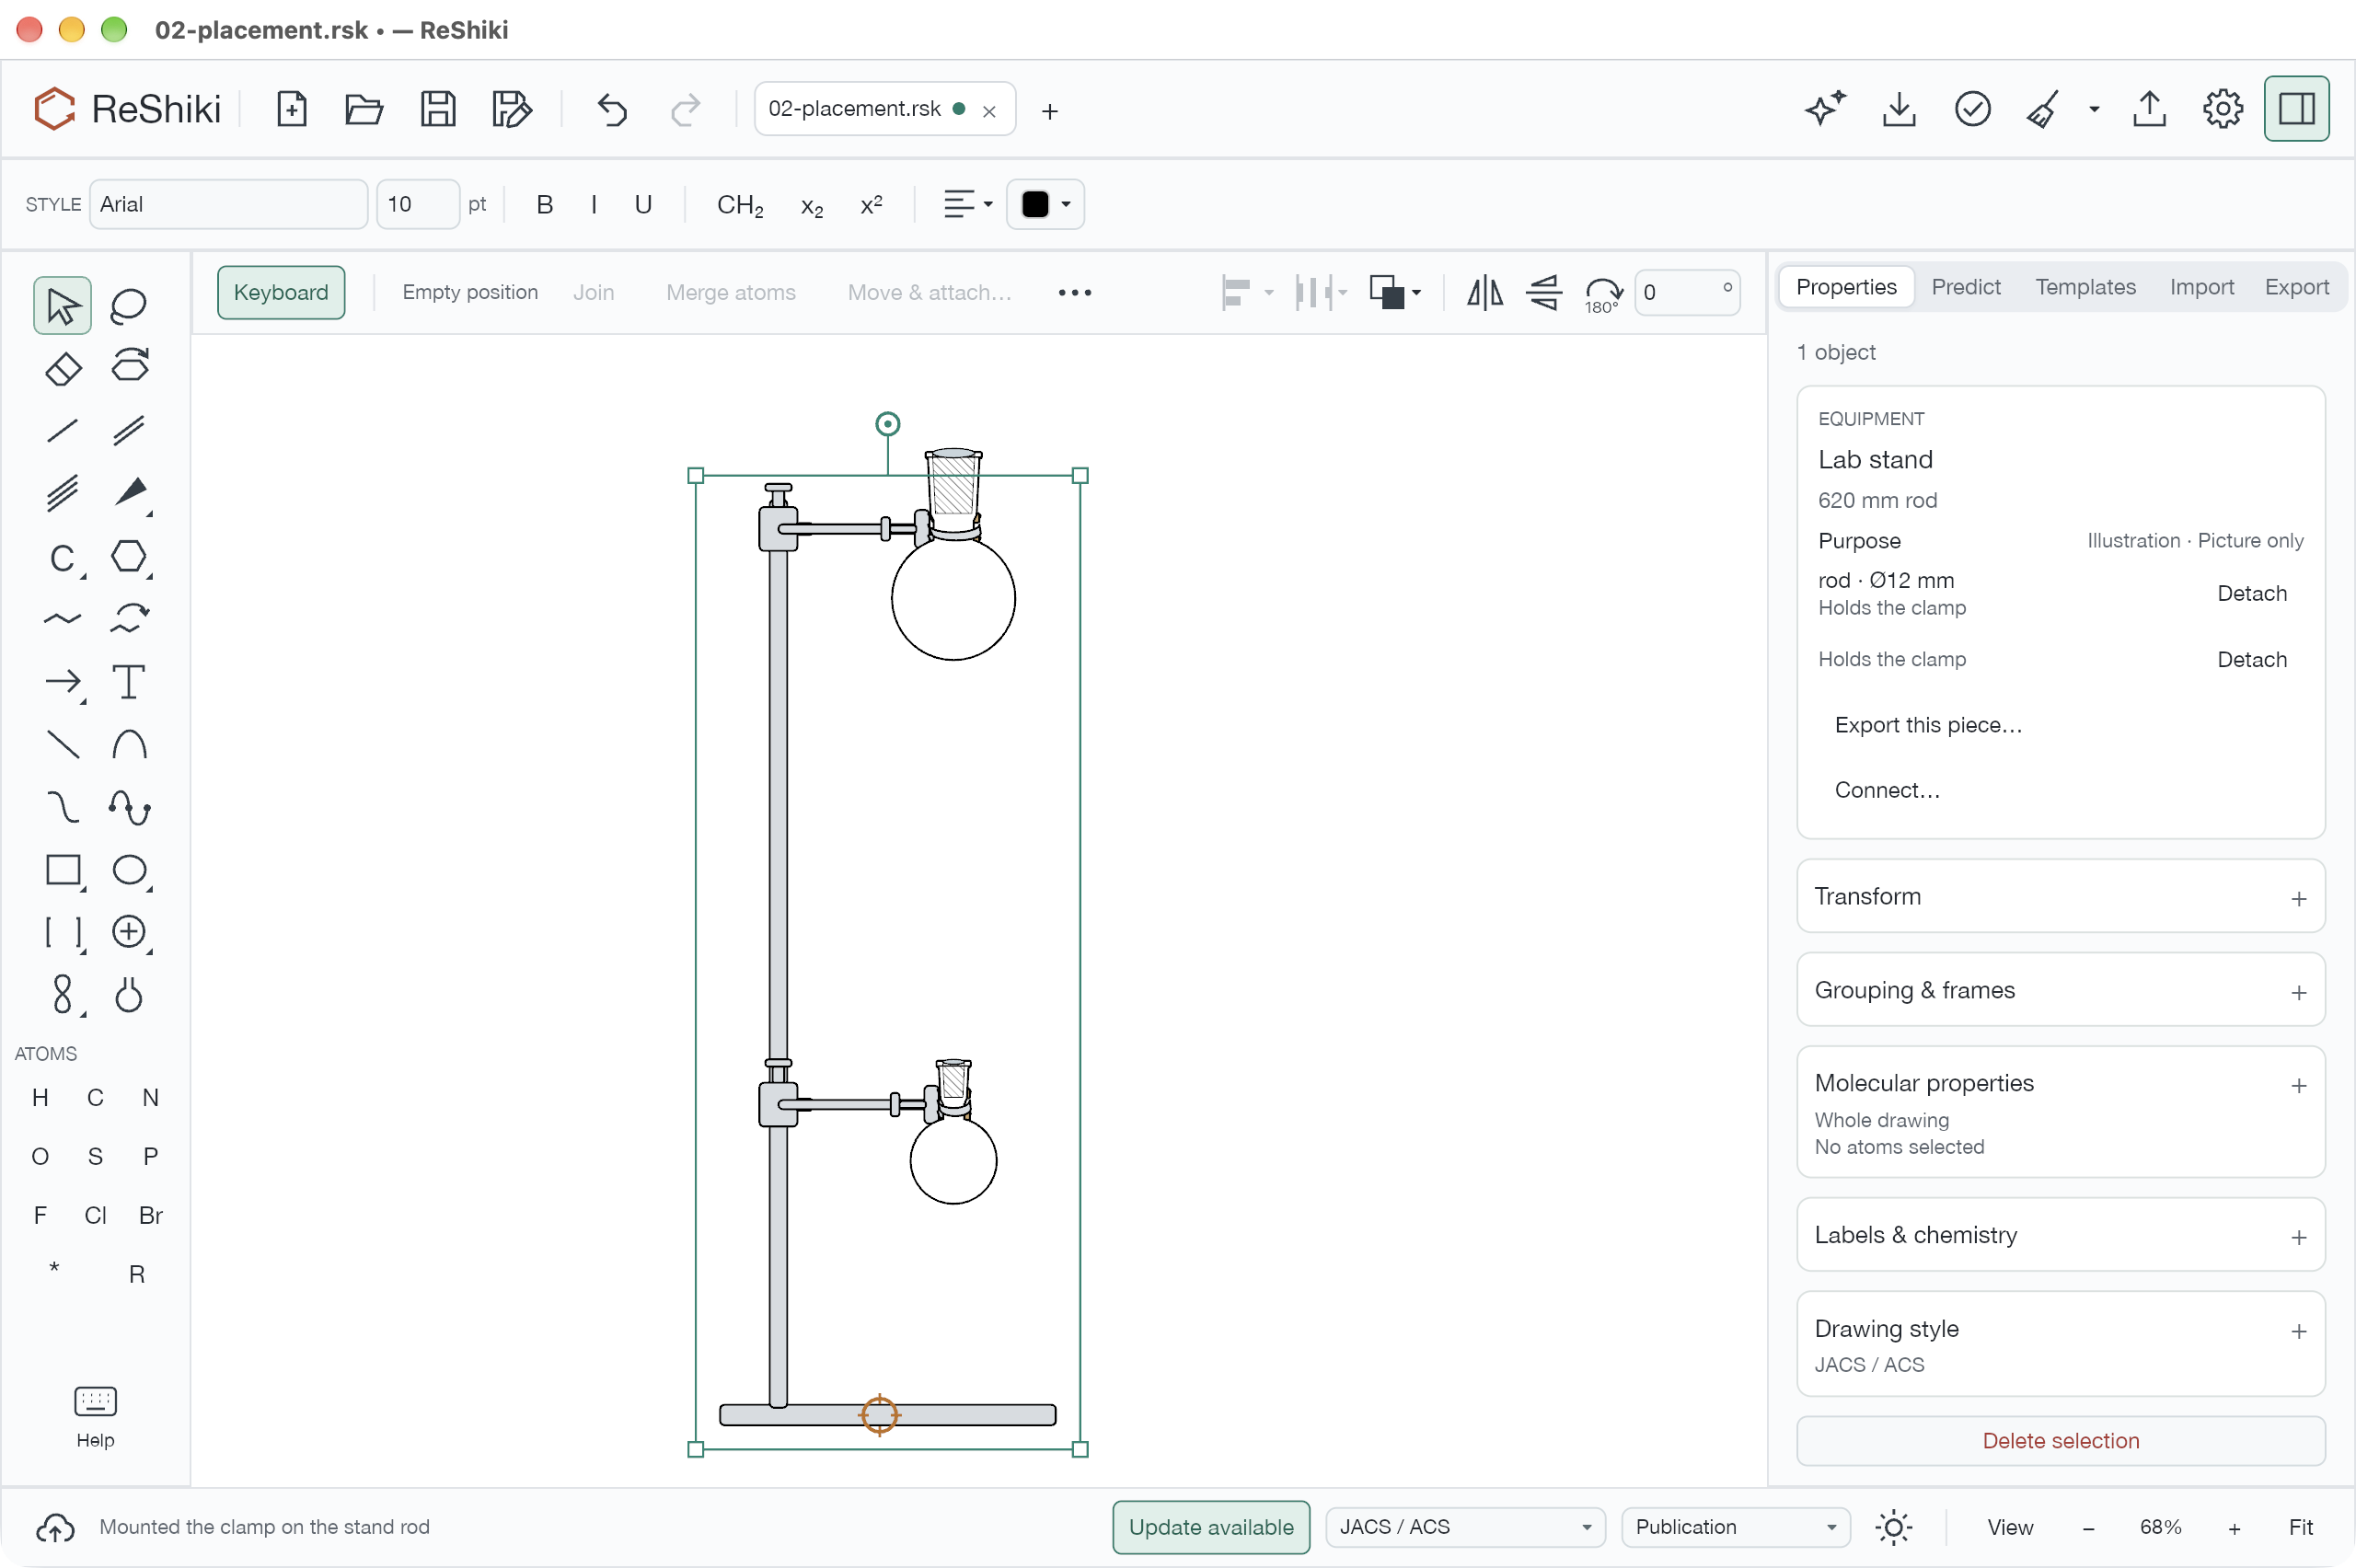 02-placement.rsk • — ReShiki
ReShiki
02-placement.rsk
STYLE Arial 10 pt B I U CH₂ x₂ x²
Keyboard Empty position Join Merge atoms Move & attach... 180° 0 °
Properties Predict Templates Import Export
1 object
EQUIPMENT
Lab stand
620 mm rod
Purpose Illustration · Picture only
rod · Ø12 mm
Holds the clamp Detach
Holds the clamp Detach
Export this piece...
Connect...
Transform
Grouping & frames
Molecular properties
Whole drawing
No atoms selected
Labels & chemistry
Drawing style
JACS / ACS
Delete selection
C
T
ATOMS
H C N
O S P
F Cl Br
* R
Help
Mounted the clamp on the stand rod Update available JACS / ACS Publication View − 68% + Fit